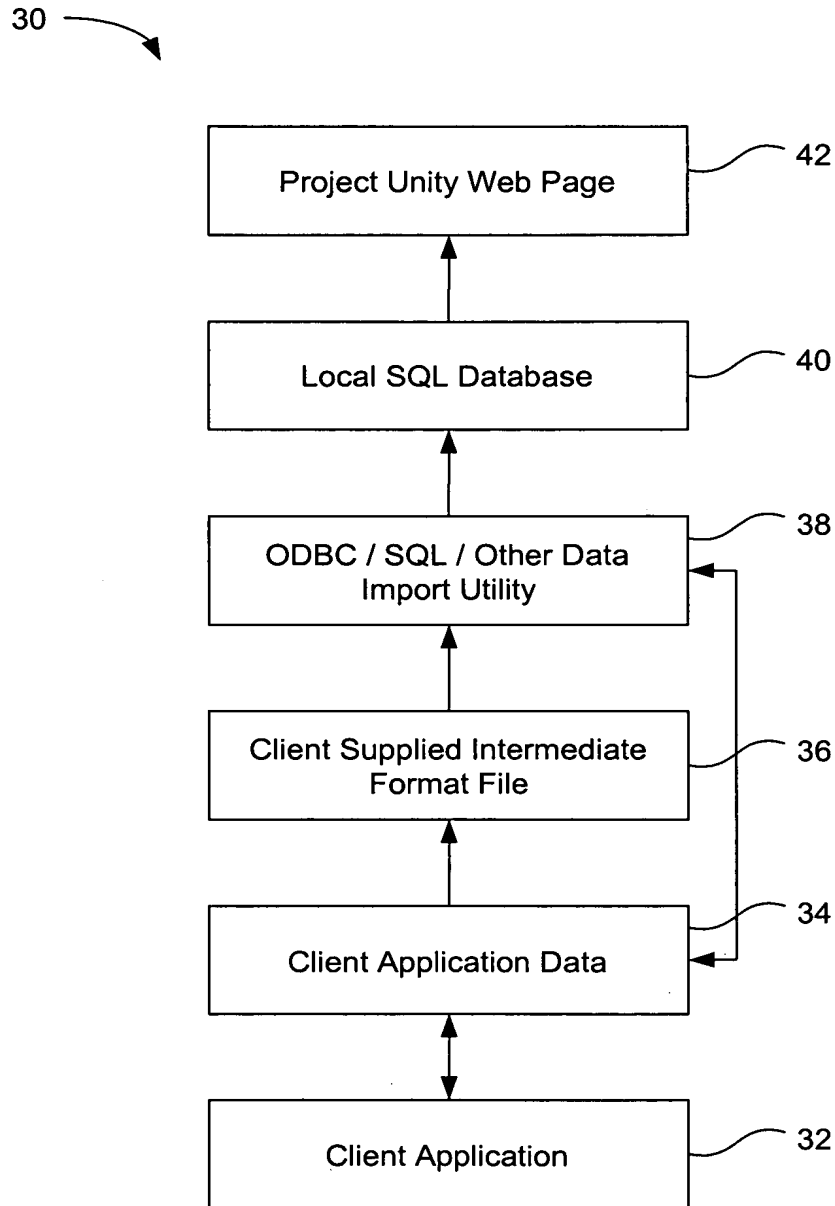 30
Project Unity Web Page
42
Local SQL Database
40
ODBC / SQL / Other Data
Import Utility
38
Client Supplied Intermediate
Format File
36
Client Application Data
34
Client Application
32